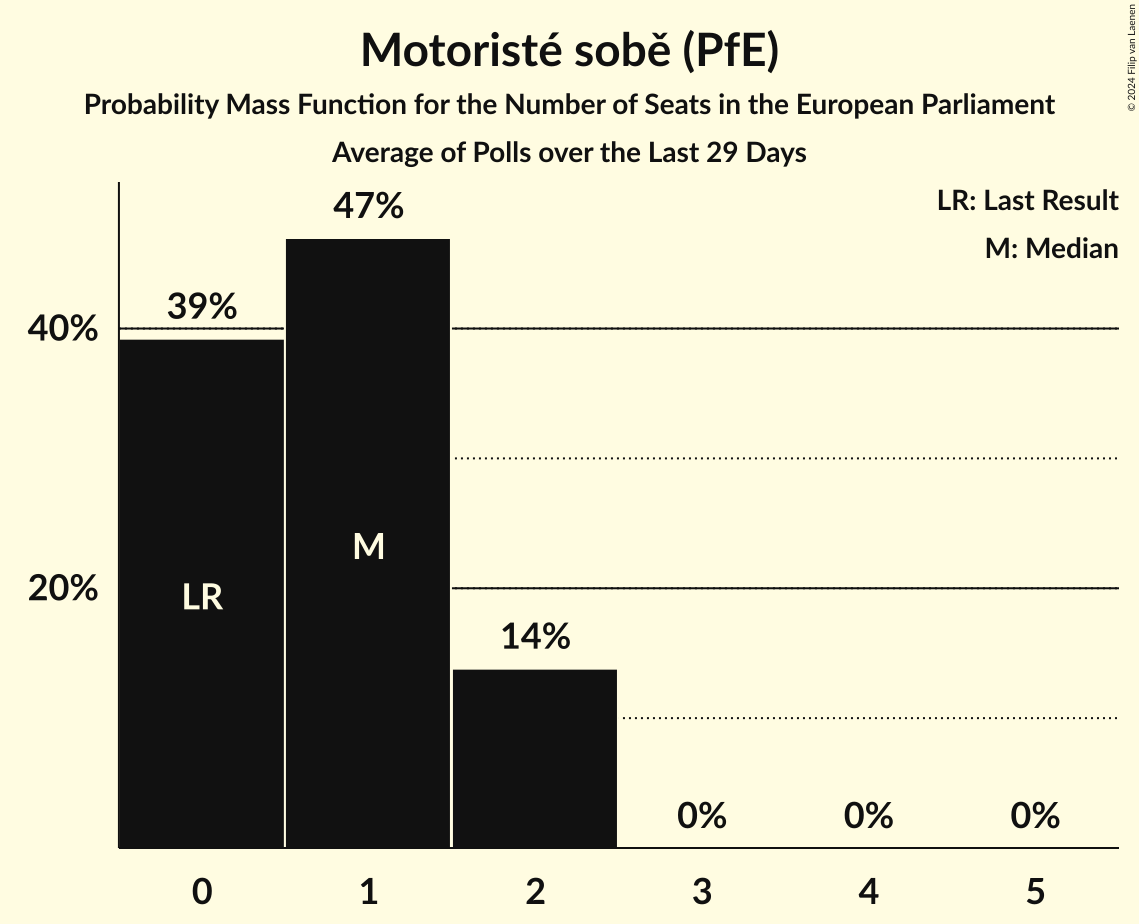 Motoristé sobě (PfE)
Probability Mass Function for the Number of Seats in the European Parliament
Average of Polls over the Last 29 Days
© 2024 Filip van Laenen
LR: Last Result
M: Median
47%
39%
40%
M
20%
LR
14%
0% 0% 0%
0 1 2 3 4 5